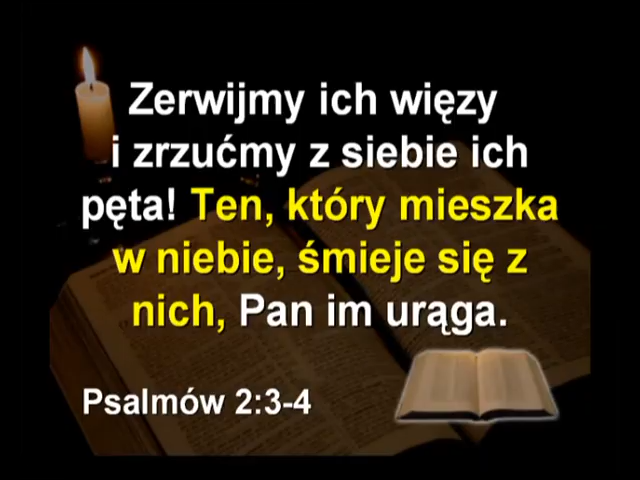 Zerwijmy ich więzy
i zrzućmy z siebie ich
pęta! Ten, który mieszka
w niebie, śmieje się z
nich, Pan im urąga.
Psalmów 2:3-4